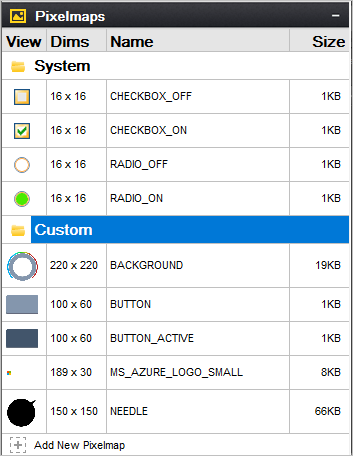 Pixelmaps
View Dims Name Size
System
16 x 16 CHECKBOX_OFF 1KB
16 x 16 CHECKBOX_ON 1KB
16 x 16 RADIO_OFF 1KB
16 x 16 RADIO_ON 1KB
Custom
220 x 220 BACKGROUND 19KB
100 x 60 BUTTON 1KB
100 x 60 BUTTON_ACTIVE 1KB
189 x 30 MS_AZURE_LOGO_SMALL 8KB
150 x 150 NEEDLE 66KB
Add New Pixelmap